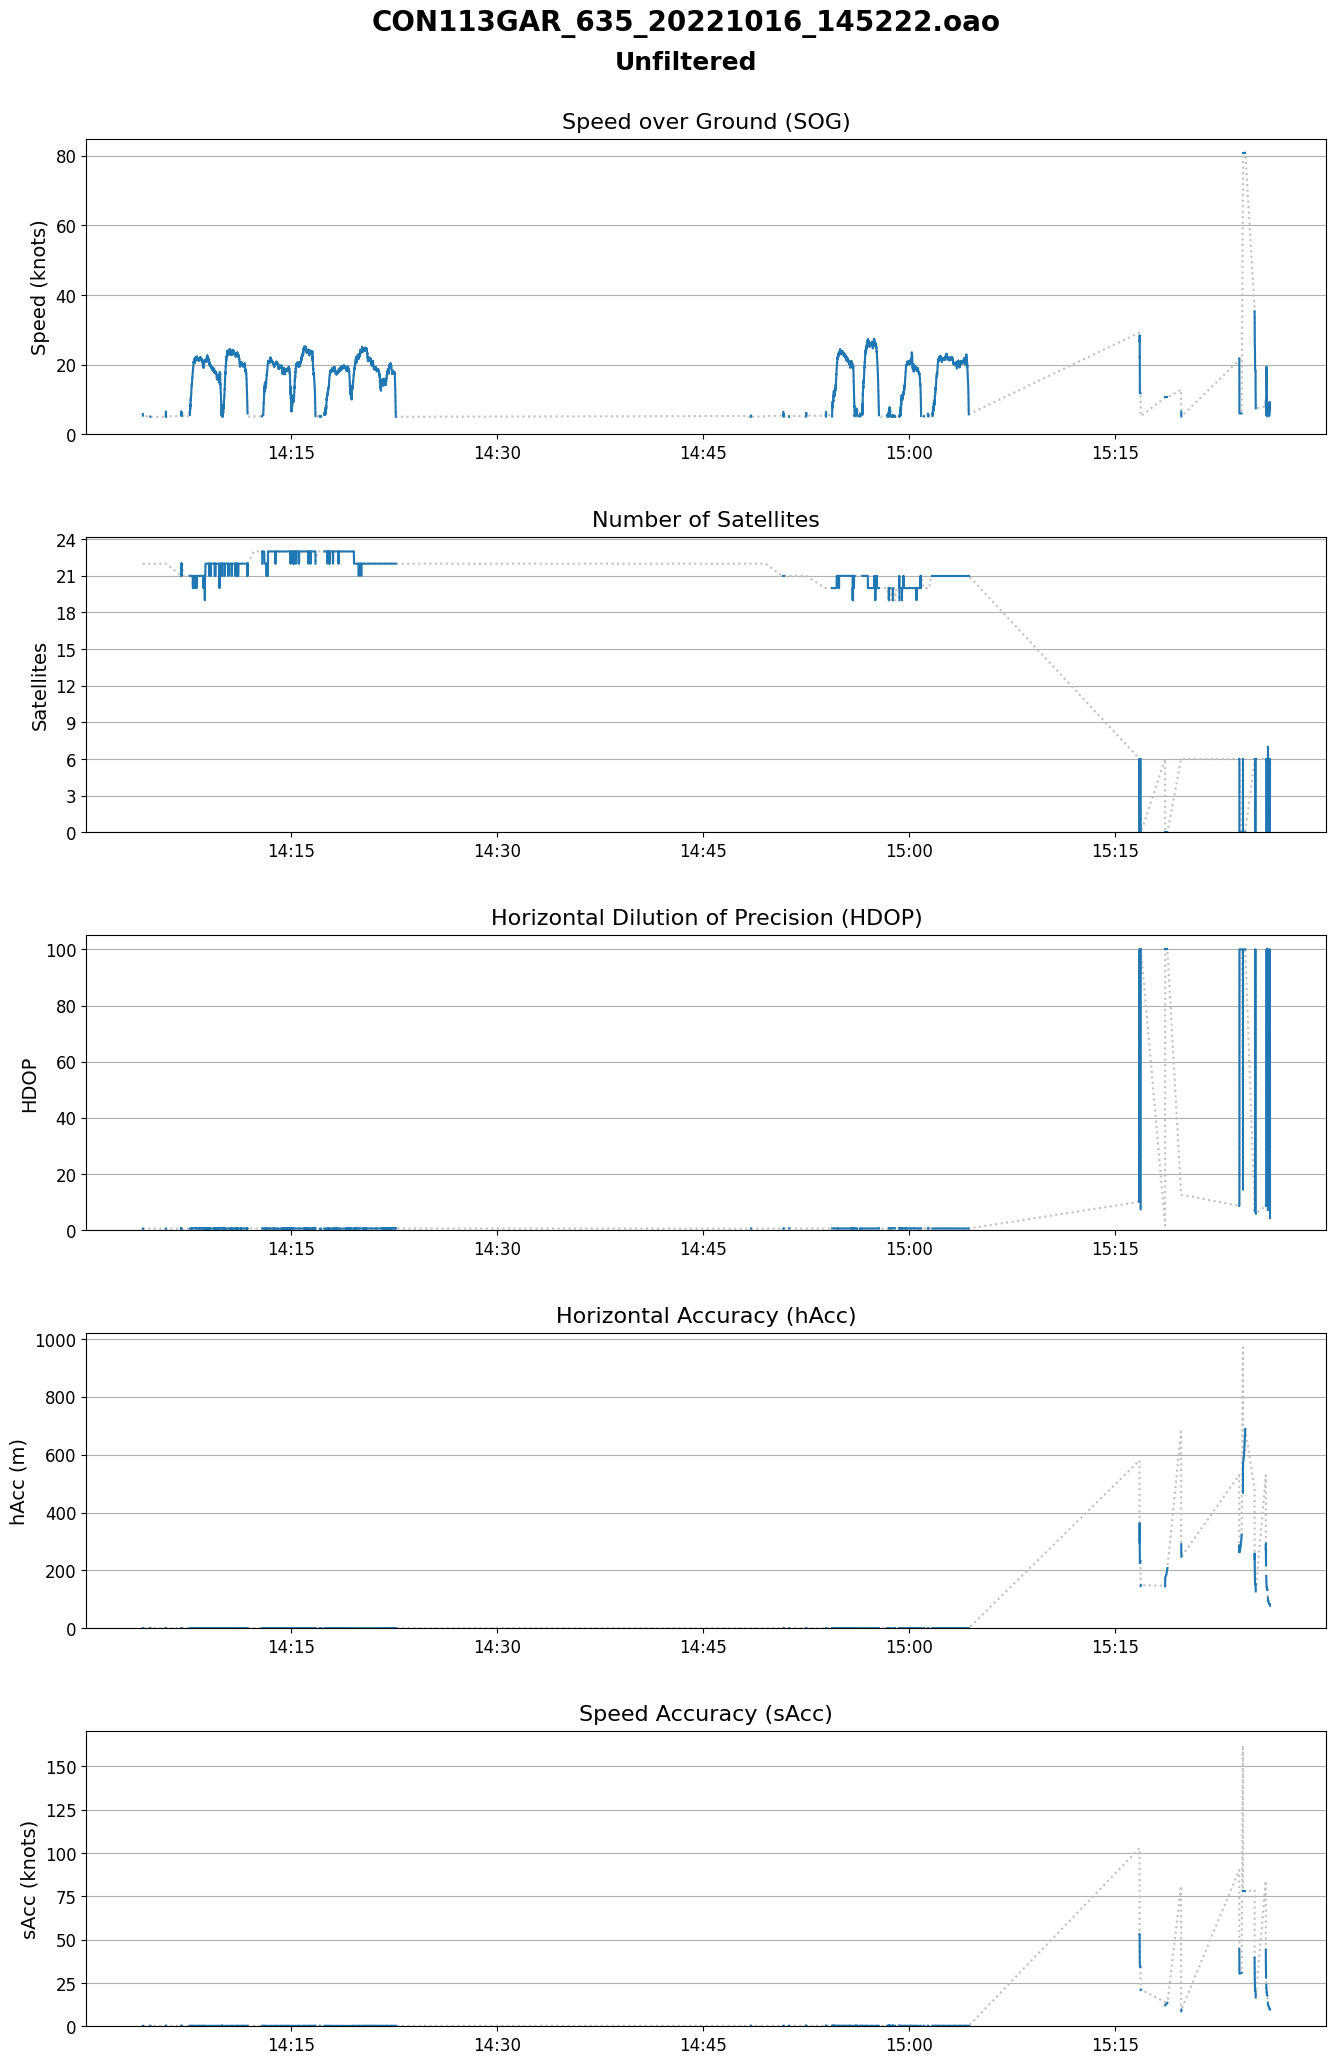 CON113GAR_635_20221016_145222.oao
Unfiltered
Speed over Ground (SOG)
Speed (knots)
80
60
40
20
0
14:15 14:30 14:45 15:00 15:15
Number of Satellites
Satellites
24
21
18
15
12
9
6
3
0
14:15 14:30 14:45 15:00 15:15
Horizontal Dilution of Precision (HDOP)
HDOP
100
80
60
40
20
0
14:15 14:30 14:45 15:00 15:15
Horizontal Accuracy (hAcc)
hAcc (m)
1000
800
600
400
200
0
14:15 14:30 14:45 15:00 15:15
Speed Accuracy (sAcc)
sAcc (knots)
150
125
100
75
50
25
0
14:15 14:30 14:45 15:00 15:15